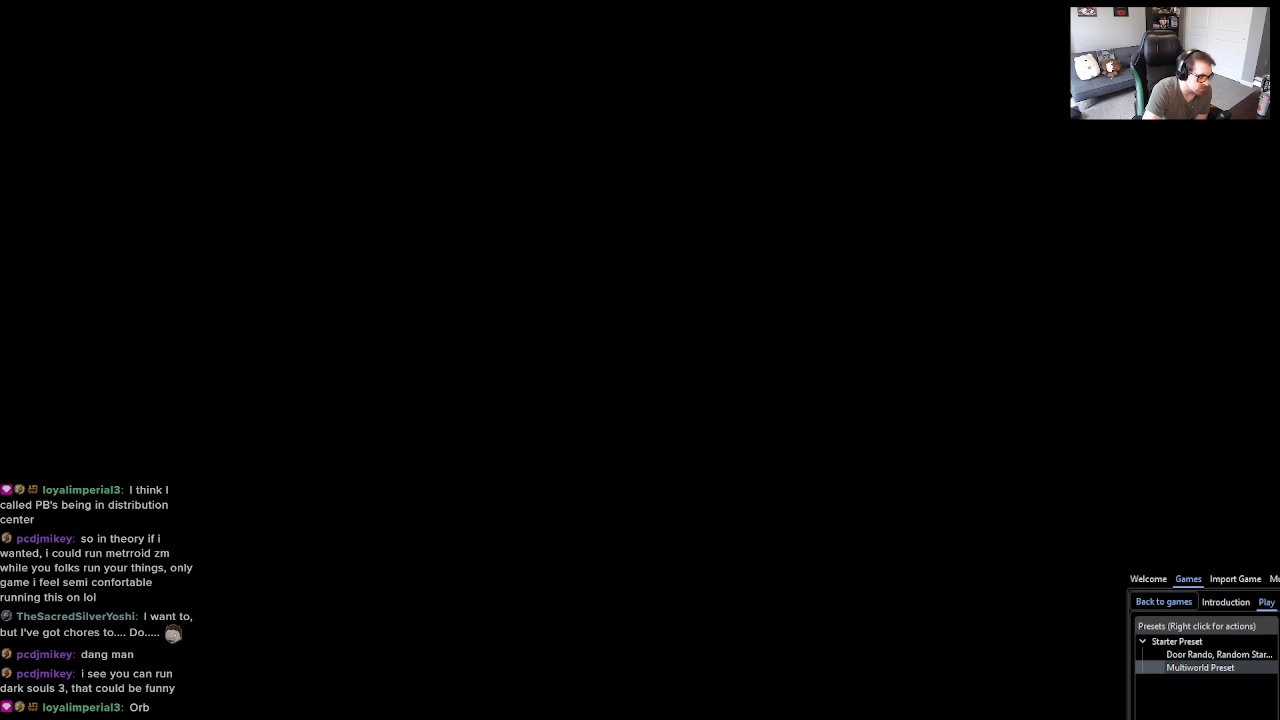 loyalimperial3: I think I
called PB's being in distribution
center
pcdjmikey: so in theory if i
wanted, i could run metrroid zm
while you folks run your things, only
game i feel semi confortable
running this on lol
TheSacredSilverYoshi: I want to,
but I've got chores to.... Do.....
pcdjmikey: dang man
pcdjmikey: i see you can run
dark souls 3, that could be funny
loyalimperial3: Orb
Welcome Games Import Game Mu
Back to games Introduction Play
Presets (Right click for actions)
Starter Preset
Door Rando, Random Star...
Multiworld Preset